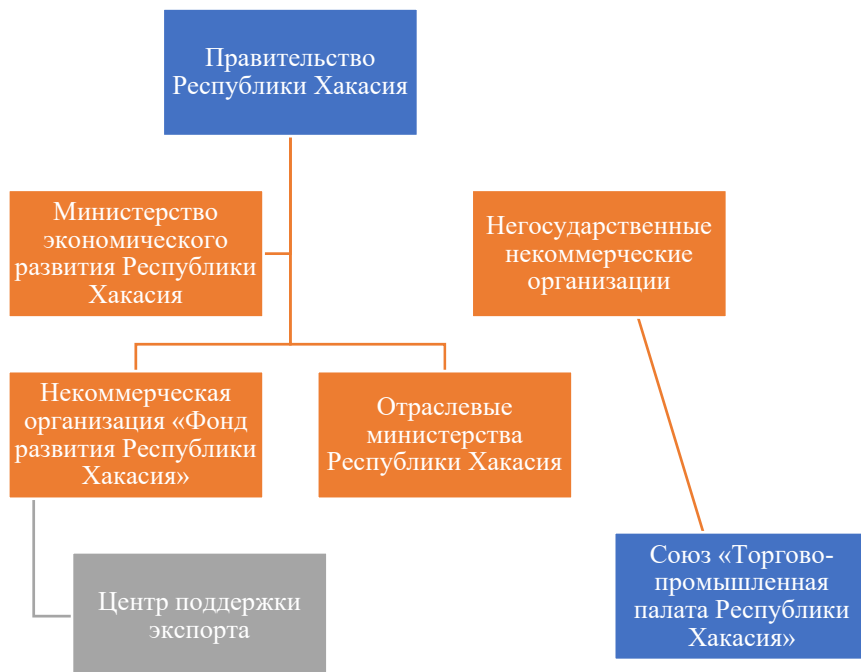 Правительство
Республики Хакасия
Министерство
экономического
развития Республики
Хакасия
Негосударственные
некоммерческие
организации
Некоммерческая
организация «Фонд
развития Республики
Хакасия»
Отраслевые
министерства
Республики Хакасия
Центр поддержки
экспорта
Союз «Торгово-
промышленная
палата Республики
Хакасия»